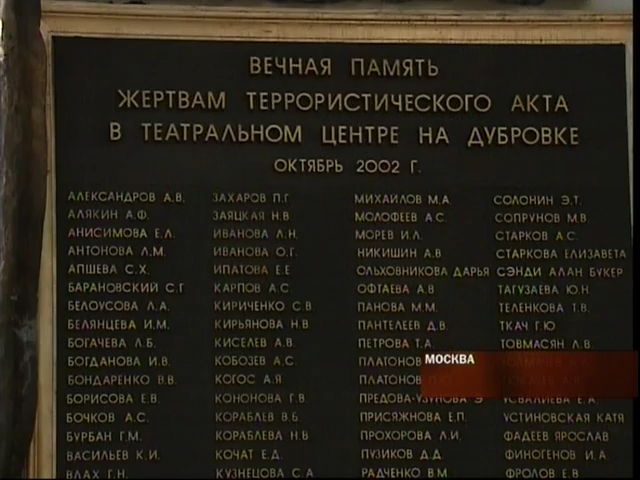 ВЕЧНАЯ ПАМЯТЬ
ЖЕРТВАМ ТЕРРОРИСТИЧЕСКОГО АКТА
В ТЕАТРАЛЬНОМ ЦЕНТРЕ НА ДУБРОВКЕ
ОКТЯБРЬ 2002 Г.
АЛЕКСАНДРОВ А.В.
АЛЯКИН А.Ф.
АНИСИМОВА Е.Л.
АНТОНОВА Л.М.
АПШЕВА С.Х.
БАРАНОВСКИЙ С.Г
БЕЛОУСОВА Л.А.
БЕЛЯНЦЕВА И.М.
БОГАЧЕВА Л.Б.
БОГДАНОВА И.В.
БОНДАРЕНКО В.В.
БОРИСОВА Е.В.
БОЧКОВ А.С.
БУРБАН Г.М.
ВАСИЛЬЕВ К.И.
ВЛАХ Г.Н.
ЗАХАРОВ П.Г
ЗАЯЦКАЯ Н.В
ИВАНОВА Л.Н.
ИВАНОВА О.Г.
ИПАТОВА Е.Е
КАРПОВ А.С.
КИРИЧЕНКО С.В
КИРЬЯНОВА Н.В
КИСЕЛЕВ А.В.
КОБОЗЕВ А.С.
КОГОС А.Я
КОНОНОВА Г.В.
КОРАБЛЕВ В.Б
КОРАБЛЕВА Н.В
КОЧАТ Е.Д.
КУЗНЕЦОВА С.А
МИХАЙЛОВ М.А.
МОЛОФЕЕВ А.С.
МОРЕВ И.Л.
НИКИШИН А.В
ОЛЬХОВНИКОВА ДАРЬЯ
ОФТАЕВА А.В
ПАНОВА М.М.
ПАНТЕЛЕЕВ Д.В.
ПЕТРОВА Т.А.
ПЛАТОНОВ
ПЛАТОНОВ
ПРЕДОВА-УЗУНОВА Э
ПРИСЯЖНОВА Е.П.
ПРОХОРОВА Л.И.
ПУЗИКОВ Д.Д.
РАДЧЕНКО В.М
СОЛОНИН Э.Т.
СОПРУНОВ М.В.
СТАРКОВ А.С.
СТАРКОВА ЕЛИЗАВЕТА
СЭНДИ АЛАН БУКЕР
ТАГУЗАЕВА Ю.Н
ТЕЛЕНКОВА Т.В.
ТКАЧ Г.Ю
ТОВМАСЯН Л.В.
УСВАЛИЕВА Е.А.
УСТИНОВСКАЯ КАТЯ
ФАДЕЕВ ЯРОСЛАВ
ФИНОГЕНОВ И.А.
ФРОЛОВ Е.В
МОСКВА